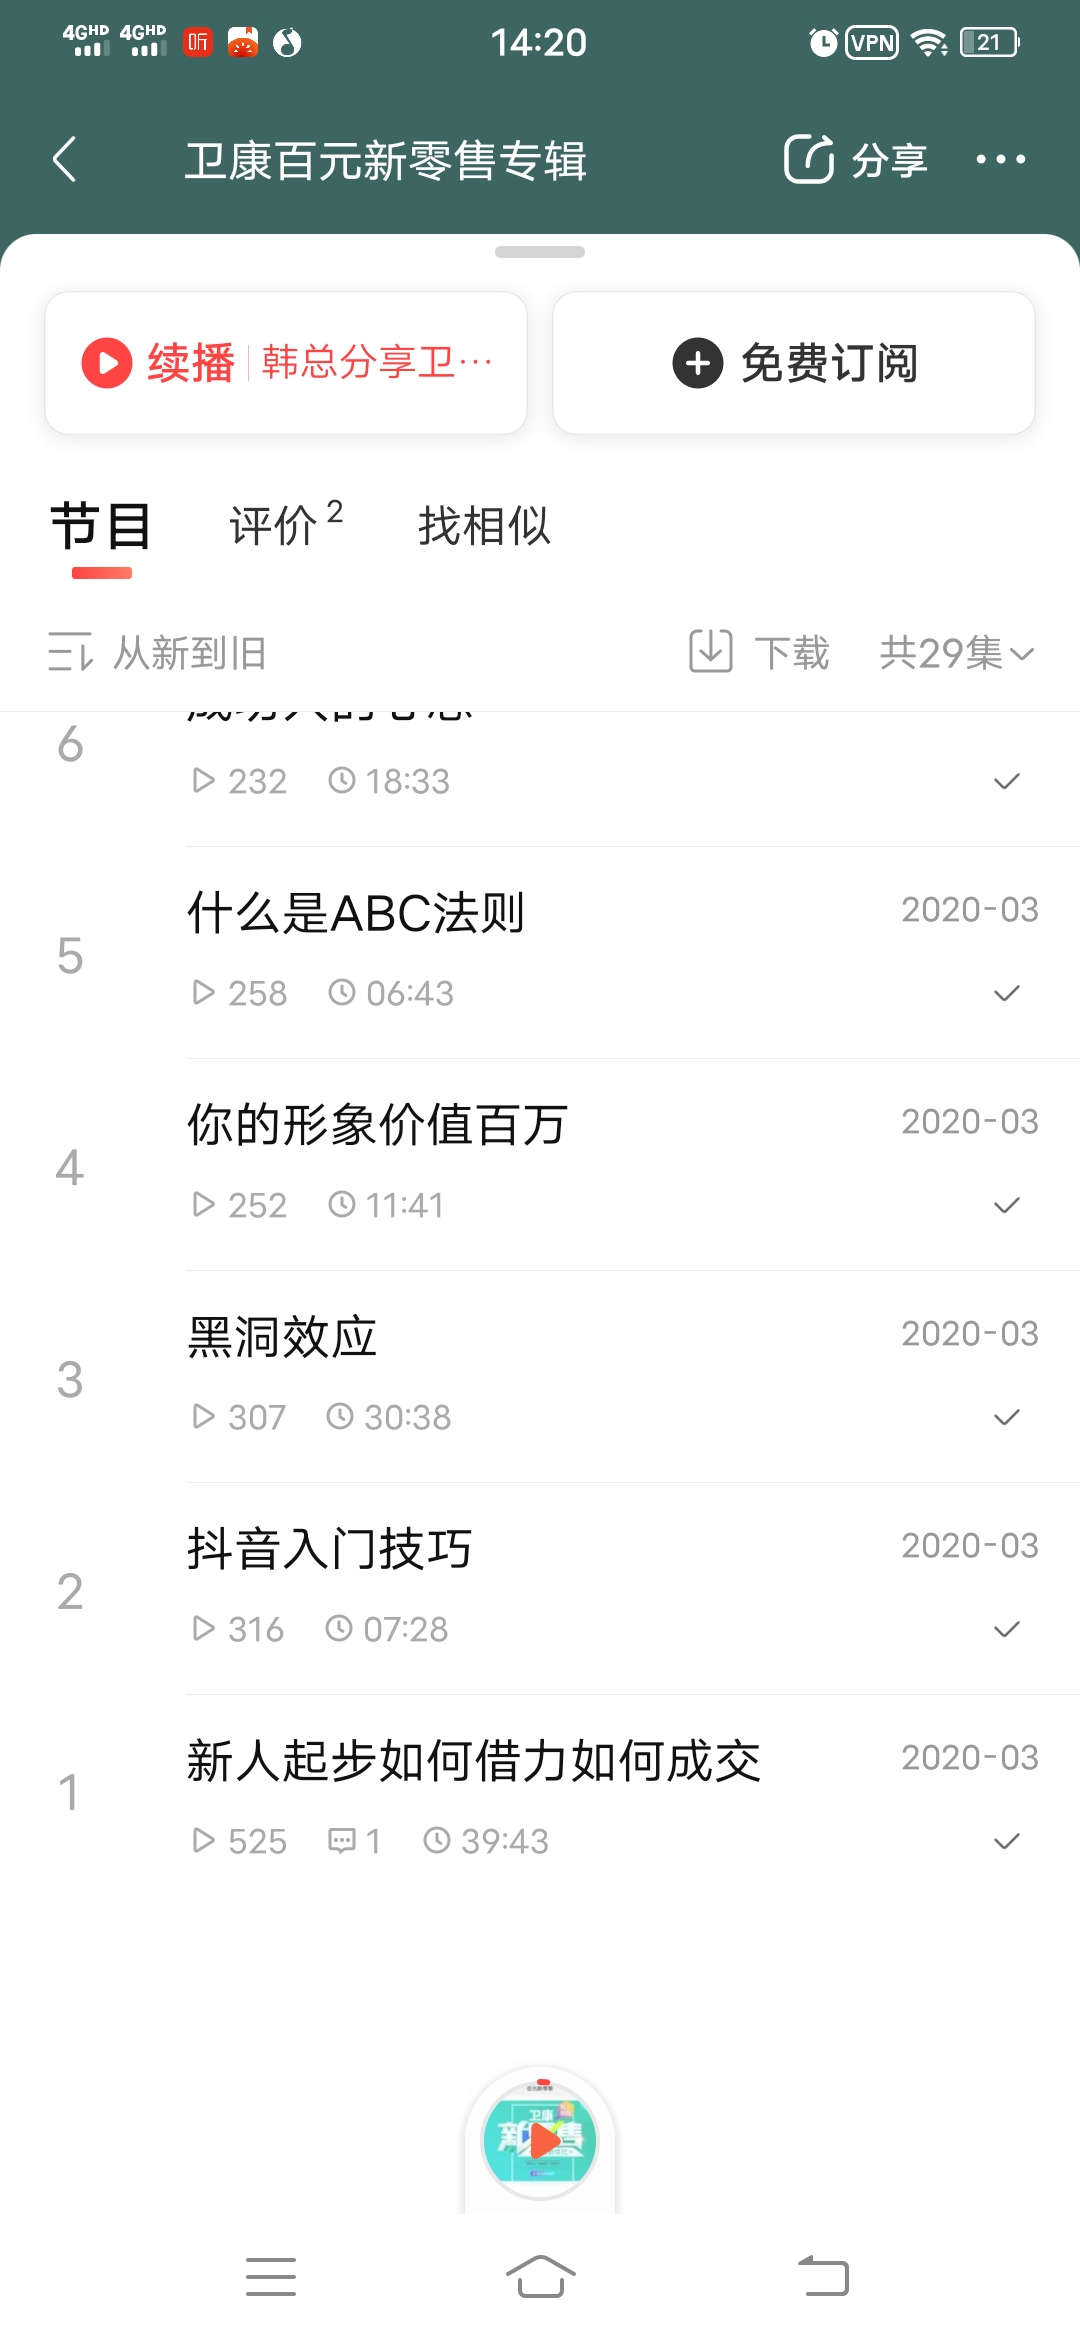 4GHD 4GHD 听 14:20 VPN 21
卫康百元新零售专辑 分享
续播 韩总分享卫… 免费订阅
节目 评价 2 找相似
从新到旧 下载 共29集
6
232 18:33
什么是ABC法则 2020-03
5
258 06:43
你的形象价值百万 2020-03
4
252 11:41
黑洞效应 2020-03
3
307 30:38
抖音入门技巧 2020-03
2
316 07:28
新人起步如何借力如何成交 2020-03
1
525 1 39:43
卫康
新零售